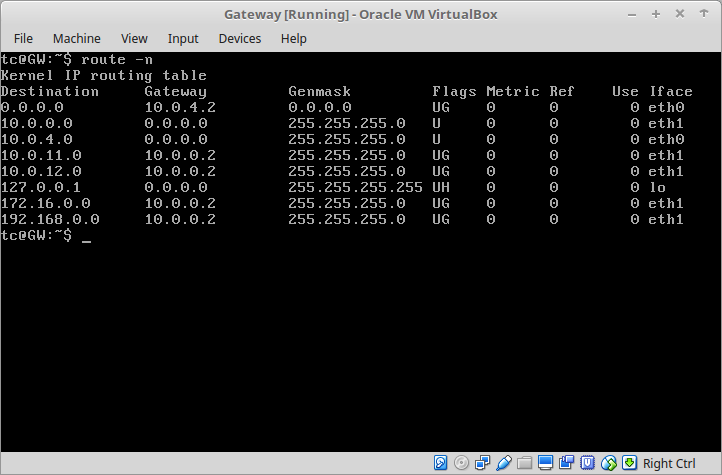 Gateway [Running] - Oracle VM VirtualBox
File Machine View Input Devices Help
tc@GW:~$ route -n
Kernel IP routing table
Destination Gateway Genmask Flags Metric Ref Use Iface
0.0.0.0 10.0.4.2 0.0.0.0 UG 0 0 0 eth0
10.0.0.0 0.0.0.0 255.255.255.0 U 0 0 0 eth1
10.0.4.0 0.0.0.0 255.255.255.0 U 0 0 0 eth0
10.0.11.0 10.0.0.2 255.255.255.0 UG 0 0 0 eth1
10.0.12.0 10.0.0.2 255.255.255.0 UG 0 0 0 eth1
127.0.0.1 0.0.0.0 255.255.255.255 UH 0 0 0 lo
172.16.0.0 10.0.0.2 255.255.255.0 UG 0 0 0 eth1
192.168.0.0 10.0.0.2 255.255.255.0 UG 0 0 0 eth1
tc@GW:~$ _
Right Ctrl